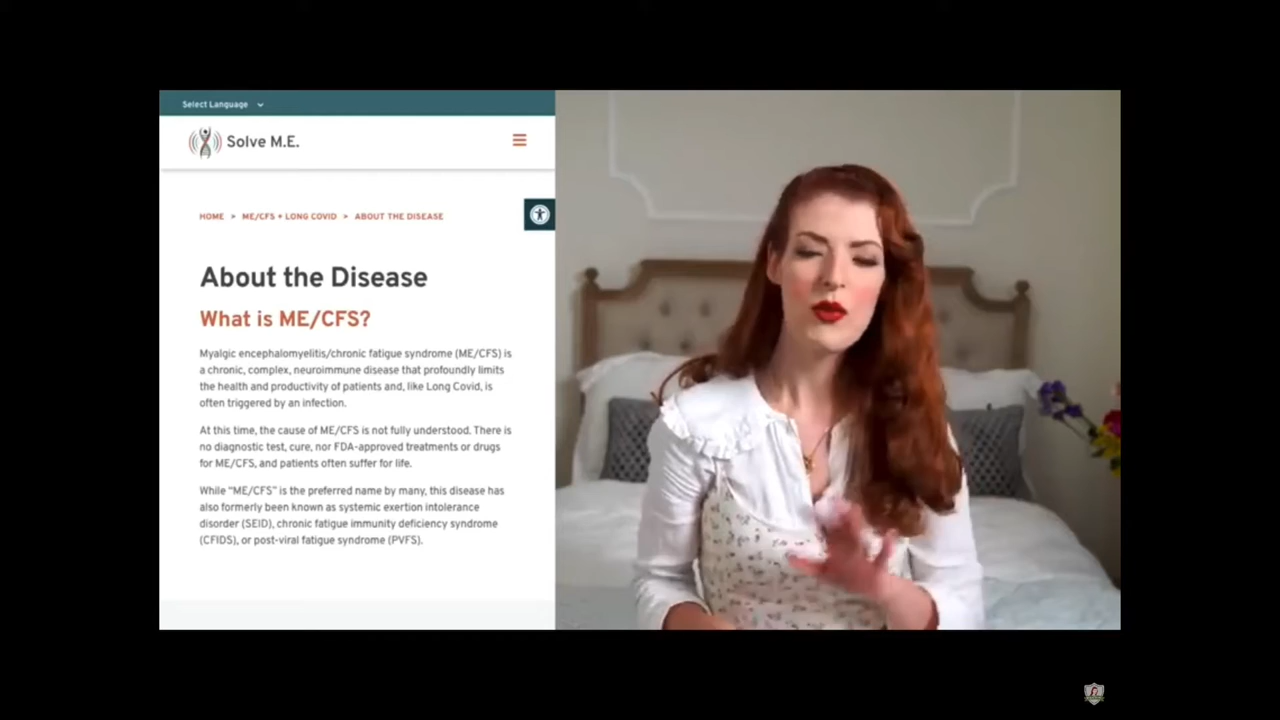 Select Language
Solve M.E.
HOME > ME/CFS + LONG COVID > ABOUT THE DISEASE
About the Disease
What is ME/CFS?
Myalgic encephalomyelitis/chronic fatigue syndrome (ME/CFS) is
a chronic, complex, neuroimmune disease that profoundly limits
the health and productivity of patients and, like Long Covid, is
often triggered by an infection.
At this time, the cause of ME/CFS is not fully understood. There is
no diagnostic test, cure, nor FDA-approved treatments or drugs
for ME/CFS, and patients often suffer for life.
While “ME/CFS” is the preferred name by many, this disease has
also formerly been known as systemic exertion intolerance
disorder (SEID), chronic fatigue immunity deficiency syndrome
(CFIDS), or post-viral fatigue syndrome (PVFS).